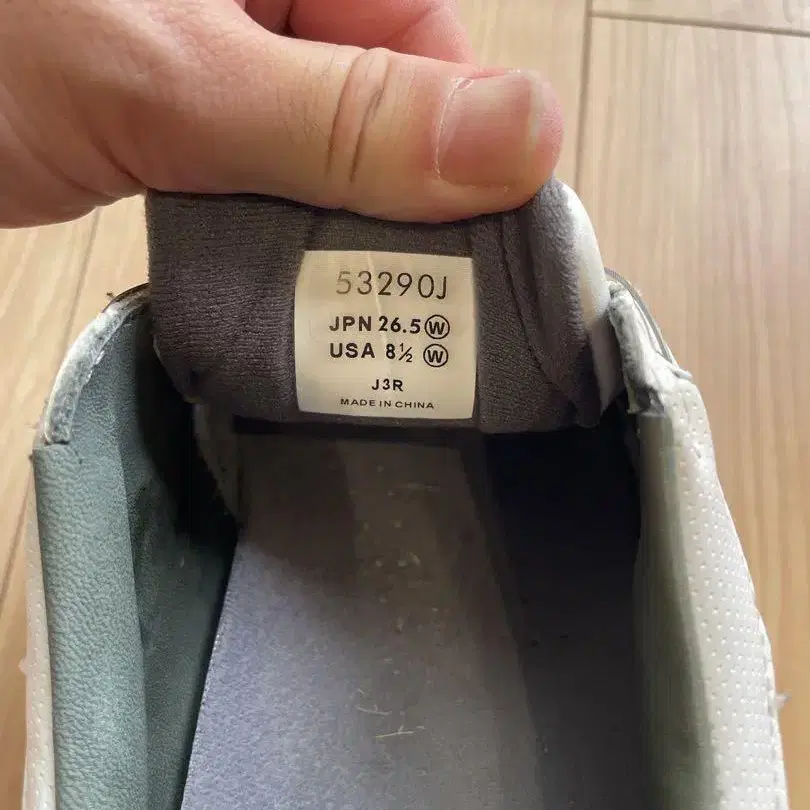 53290J
JPN 26.5 Ⓦ
USA 8½ Ⓦ
J3R
MADE IN CHINA